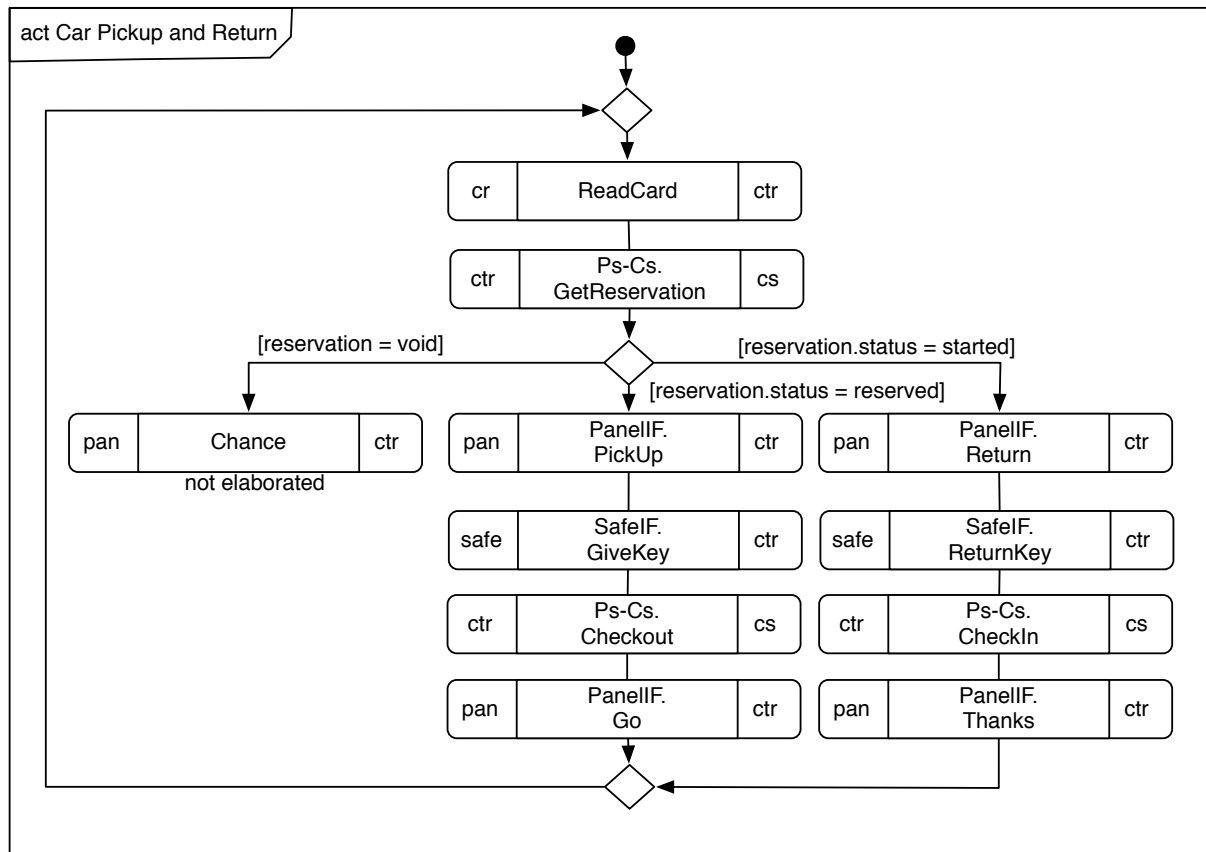 act Car Pickup and Return
cr
ReadCard
ctr
ctr
Ps-Cs.
GetReservation
cs
[reservation = void]
[reservation.status = started]
[reservation.status = reserved]
pan
Chance
ctr
not elaborated
pan
PanelIF.
PickUp
ctr
pan
PanelIF.
Return
ctr
safe
SafeIF.
GiveKey
ctr
safe
SafeIF.
ReturnKey
ctr
ctr
Ps-Cs.
Checkout
cs
ctr
Ps-Cs.
CheckIn
cs
pan
PanelIF.
Go
ctr
pan
PanelIF.
Thanks
ctr